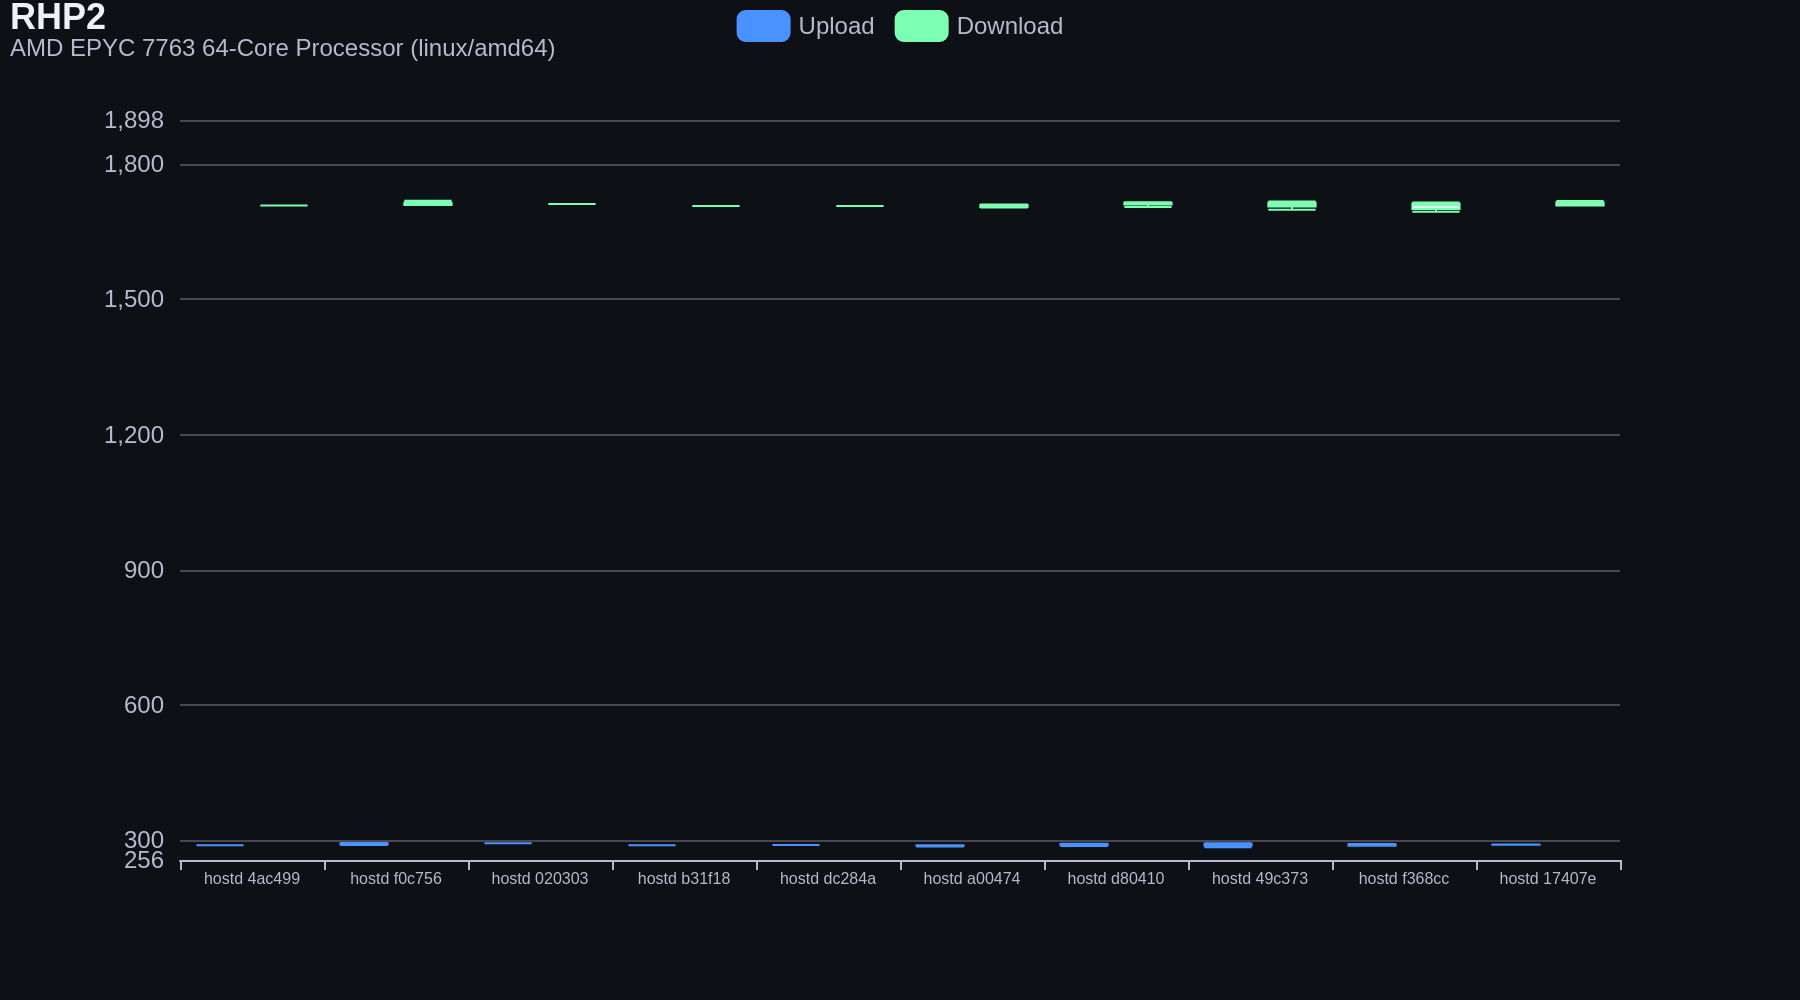 RHP2
AMD EPYC 7763 64-Core Processor (linux/amd64)
Upload
Download
1,898
1,800
1,500
1,200
900
600
300
256
hostd 4ac499
hostd f0c756
hostd 020303
hostd b31f18
hostd dc284a
hostd a00474
hostd d80410
hostd 49c373
hostd f368cc
hostd 17407e